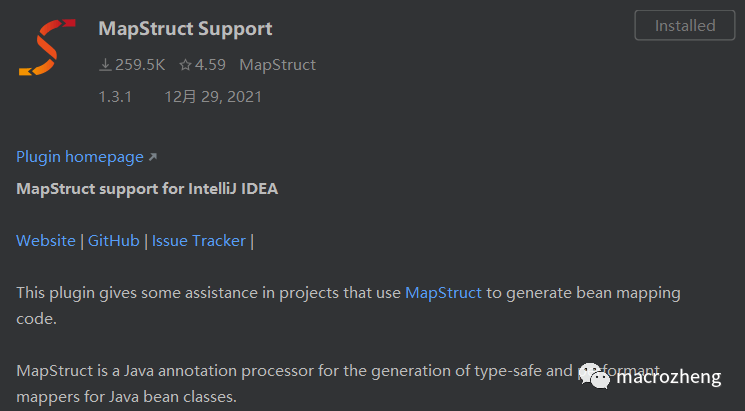 MapStruct Support
Installed
259.5K 4.59 MapStruct
1.3.1 12月 29, 2021
Plugin homepage
MapStruct support for IntelliJ IDEA
Website | GitHub | Issue Tracker |
This plugin gives some assistance in projects that use MapStruct to generate bean mapping
code.
MapStruct is a Java annotation processor for the generation of type-safe and performant
mappers for Java bean classes.
macrozheng